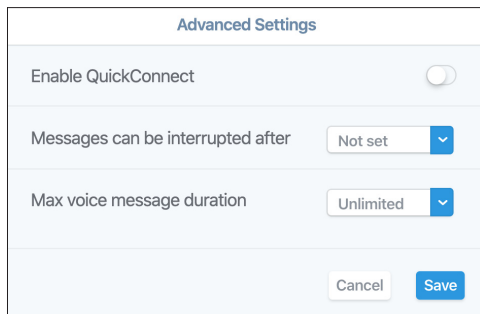 Advanced Settings
Enable QuickConnect
Messages can be interrupted after
Not set
Max voice message duration
Unlimited
Cancel
Save